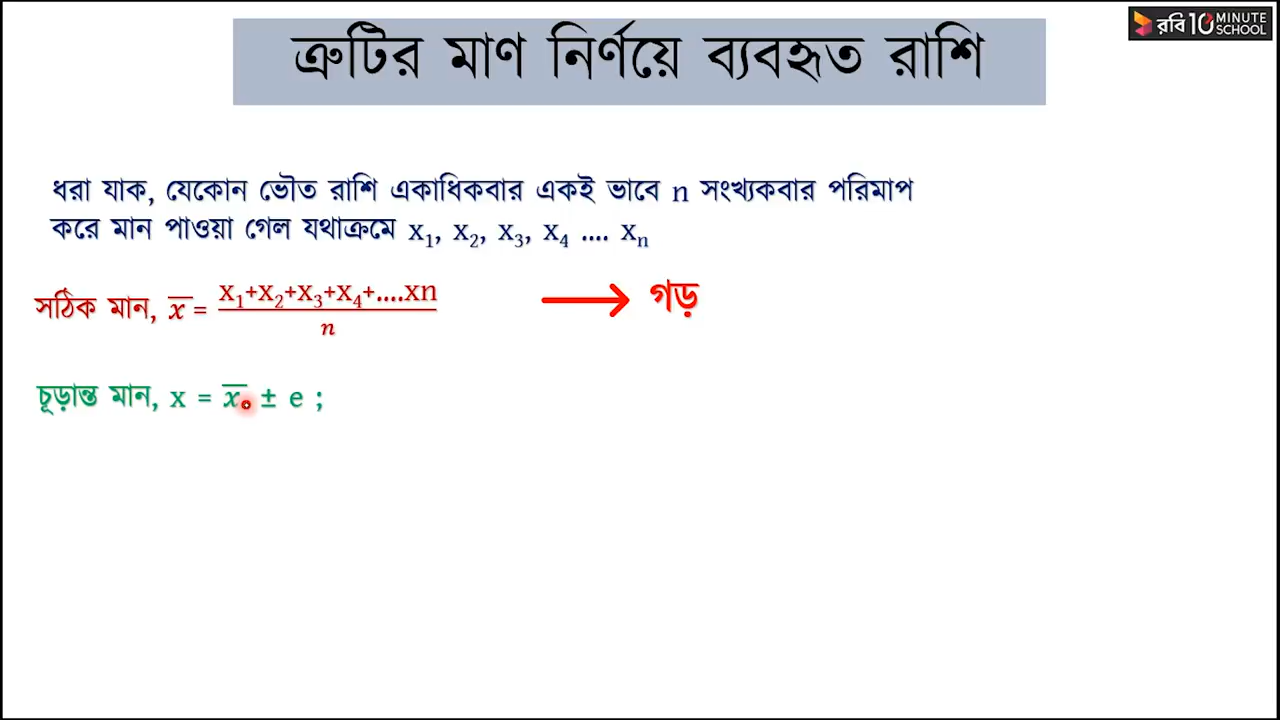 রবি 10 MINUTE SCHOOL
ত্রুটির মাণ নির্ণয়ে ব্যবহৃত রাশি
ধরা যাক, যেকোন ভৌত রাশি একাধিকবার একই ভাবে n সংখ্যকবার পরিমাপ
করে মান পাওয়া গেল যথাক্রমে x₁, x₂, x₃, x₄ .... xₙ
সঠিক মান, x̅ = (x₁+x₂+x₃+x₄+....xn)/n → গড়
চূড়ান্ত মান, x = x̅ ± e ;